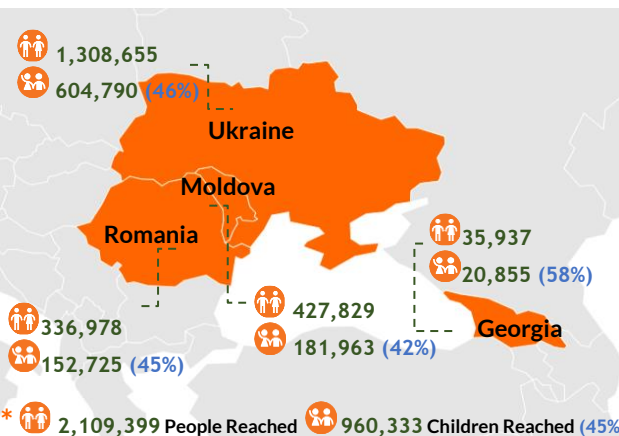 1,308,655
604,790 (46%)
Ukraine
Moldova
Romania
35,937
20,855 (58%)
427,829
336,978
Georgia
181,963 (42%)
152,725 (45%)
* 2,109,399 People Reached 960,333 Children Reached (45%